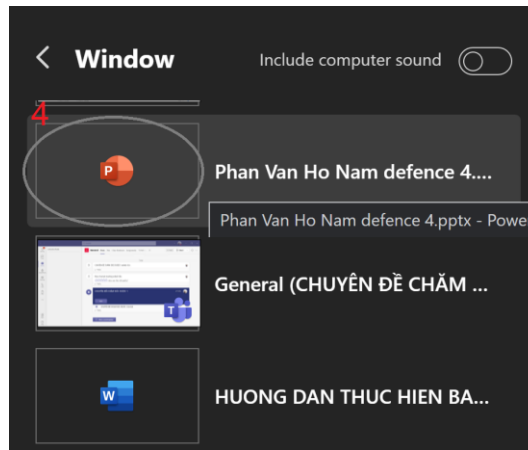 Window
Include computer sound
4
P
Phan Van Ho Nam defence 4....
Phan Van Ho Nam defence 4.pptx - Powe
General (CHUYÊN ĐỀ CHĂM ...
W
HUONG DAN THUC HIEN BA...